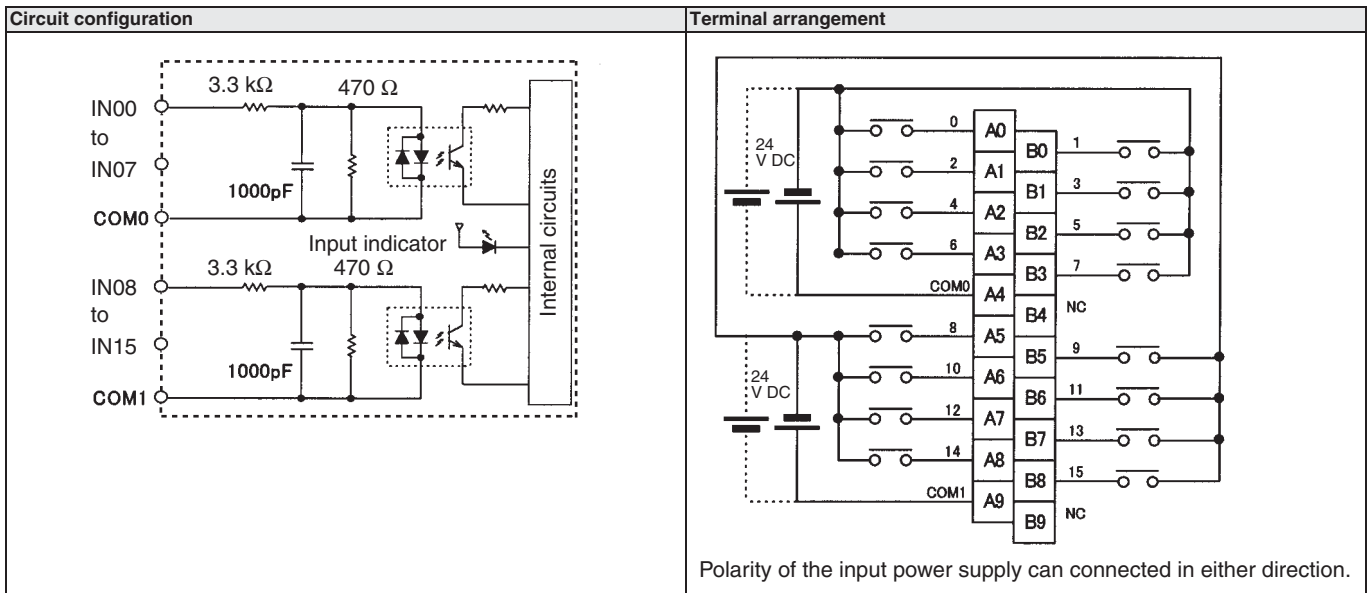 Circuit configuration
Terminal arrangement
3.3 kΩ
470 Ω
IN00
to
IN07
1000pF
COM0
Input indicator
Internal circuits
3.3 kΩ
470 Ω
IN08
to
IN15
1000pF
COM1
24
V DC
0
A0
B0
1
2
A1
B1
3
4
A2
B2
5
6
A3
B3
7
COM0
A4
B4
NC
8
A5
B5
9
24
V DC
10
A6
B6
11
12
A7
B7
13
14
A8
B8
15
COM1
A9
B9
NC
Polarity of the input power supply can connected in either direction.